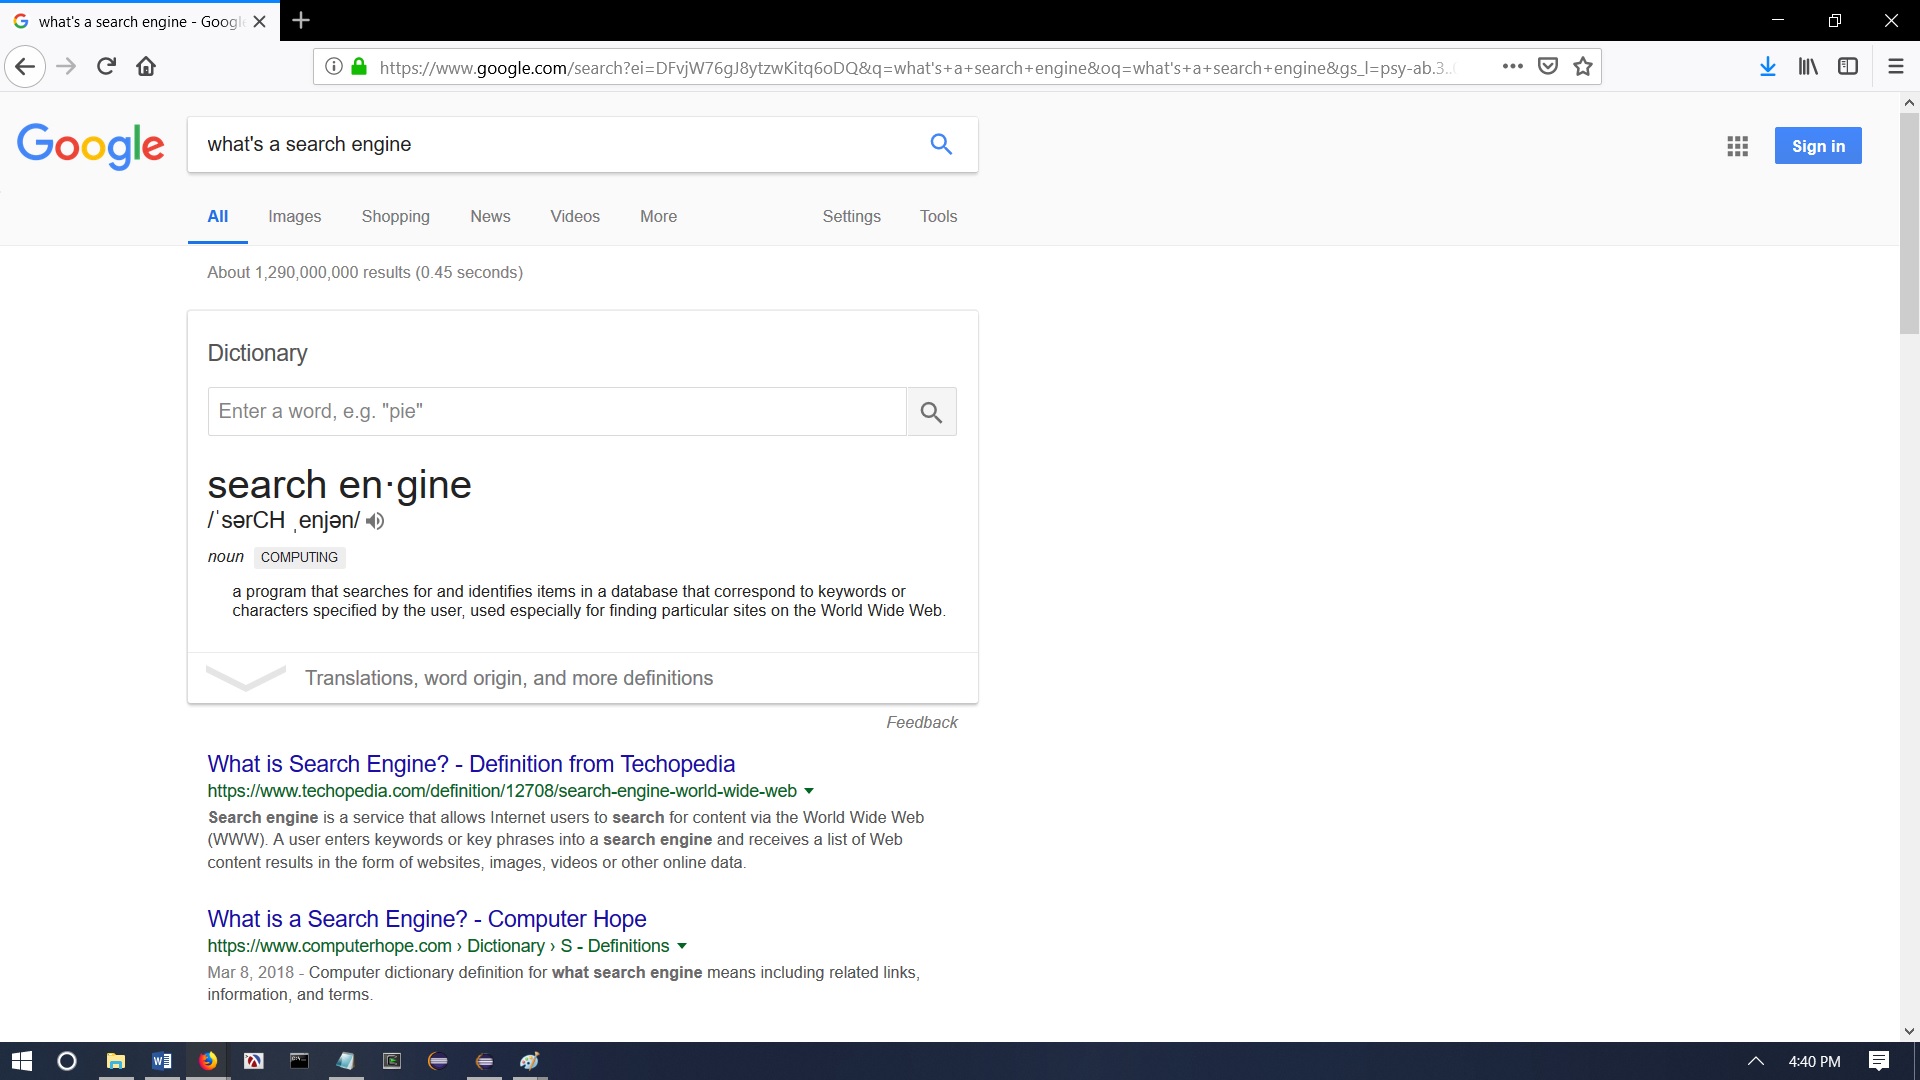 what's a search engine - Googl
https://www.google.com/search?ei=DFvjW76gJ8ytzwKitq6oDQ&q=what's+a+search+engine&oq=what's+a+search+engine&gs_l=psy-ab.3..
Google
what's a search engine
Sign in
All Images Shopping News Videos More Settings Tools
About 1,290,000,000 results (0.45 seconds)
Dictionary
Enter a word, e.g. "pie"
search en·gine
/ˈsərCH ˌenjən/
noun COMPUTING
a program that searches for and identifies items in a database that correspond to keywords or
characters specified by the user, used especially for finding particular sites on the World Wide Web.
Translations, word origin, and more definitions
Feedback
What is Search Engine? - Definition from Techopedia
https://www.techopedia.com/definition/12708/search-engine-world-wide-web
Search engine is a service that allows Internet users to search for content via the World Wide Web
(WWW). A user enters keywords or key phrases into a search engine and receives a list of Web
content results in the form of websites, images, videos or other online data.
What is a Search Engine? - Computer Hope
https://www.computerhope.com › Dictionary › S - Definitions
Mar 8, 2018 - Computer dictionary definition for what search engine means including related links,
information, and terms.
4:40 PM